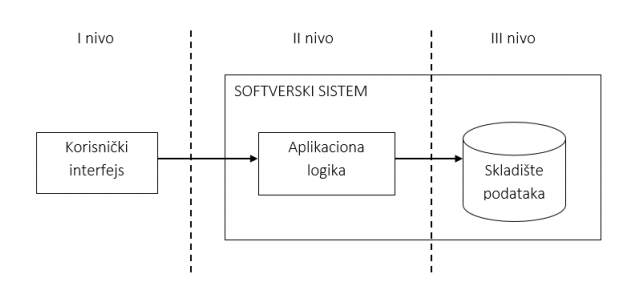 I nivo
II nivo
III nivo
SOFTVERSKI SISTEM
Korisnički
interfejs
Aplikaciona
logika
Skladište
podataka